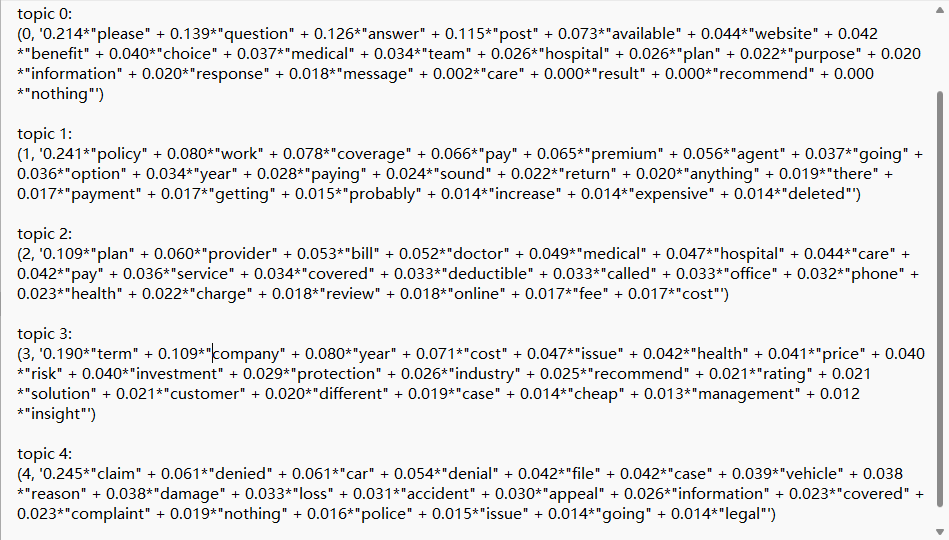 topic 0:
(0, '0.214*"please" + 0.139*"question" + 0.126*"answer" + 0.115*"post" + 0.073*"available" + 0.044*"website" + 0.042
*"benefit" + 0.040*"choice" + 0.037*"medical" + 0.034*"team" + 0.026*"hospital" + 0.026*"plan" + 0.022*"purpose" + 0.020
*"information" + 0.020*"response" + 0.018*"message" + 0.002*"care" + 0.000*"result" + 0.000*"recommend" + 0.000
*"nothing"')
topic 1:
(1, '0.241*"policy" + 0.080*"work" + 0.078*"coverage" + 0.066*"pay" + 0.065*"premium" + 0.056*"agent" + 0.037*"going" +
0.036*"option" + 0.034*"year" + 0.028*"paying" + 0.024*"sound" + 0.022*"return" + 0.020*"anything" + 0.019*"there" +
0.017*"payment" + 0.017*"getting" + 0.015*"probably" + 0.014*"increase" + 0.014*"expensive" + 0.014*"deleted"')
topic 2:
(2, '0.109*"plan" + 0.060*"provider" + 0.053*"bill" + 0.052*"doctor" + 0.049*"medical" + 0.047*"hospital" + 0.044*"care" +
0.042*"pay" + 0.036*"service" + 0.034*"covered" + 0.033*"deductible" + 0.033*"called" + 0.033*"office" + 0.032*"phone" +
0.023*"health" + 0.022*"charge" + 0.018*"review" + 0.018*"online" + 0.017*"fee" + 0.017*"cost"')
topic 3:
(3, '0.190*"term" + 0.109*"company" + 0.080*"year" + 0.071*"cost" + 0.047*"issue" + 0.042*"health" + 0.041*"price" + 0.040
*"risk" + 0.040*"investment" + 0.029*"protection" + 0.026*"industry" + 0.025*"recommend" + 0.021*"rating" + 0.021
*"solution" + 0.021*"customer" + 0.020*"different" + 0.019*"case" + 0.014*"cheap" + 0.013*"management" + 0.012
*"insight"')
topic 4:
(4, '0.245*"claim" + 0.061*"denied" + 0.061*"car" + 0.054*"denial" + 0.042*"file" + 0.042*"case" + 0.039*"vehicle" + 0.038
*"reason" + 0.038*"damage" + 0.033*"loss" + 0.031*"accident" + 0.030*"appeal" + 0.026*"information" + 0.023*"covered" +
0.023*"complaint" + 0.019*"nothing" + 0.016*"police" + 0.015*"issue" + 0.014*"going" + 0.014*"legal"')